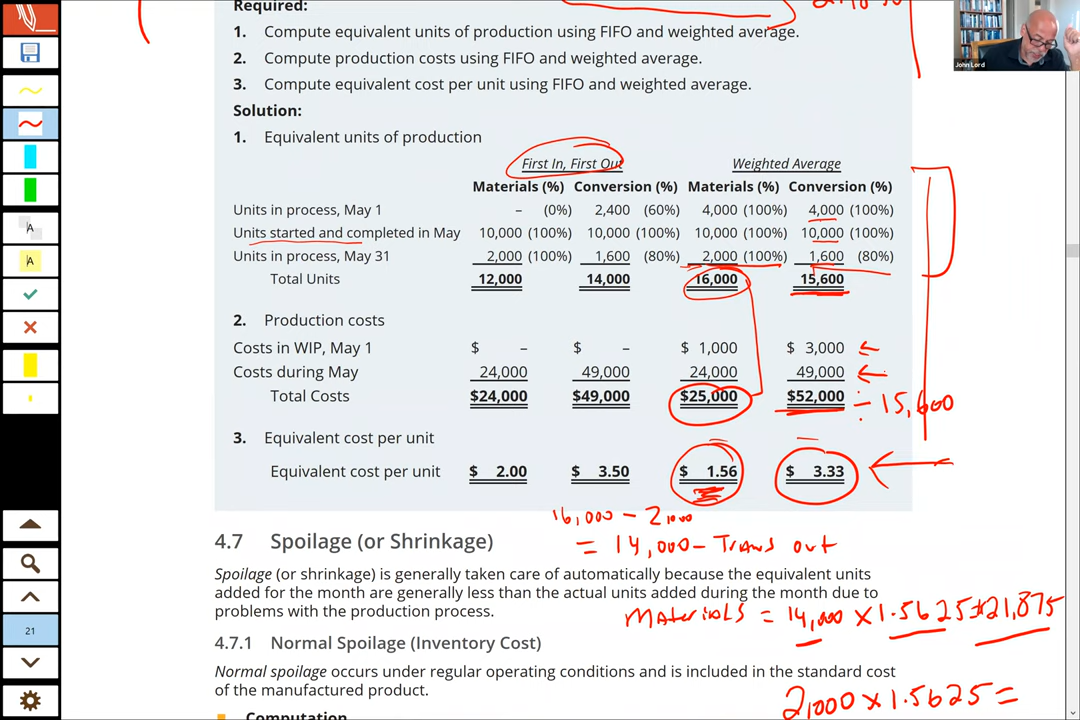 Required:
1. Compute equivalent units of production using FIFO and weighted average.
2. Compute production costs using FIFO and weighted average.
3. Compute equivalent cost per unit using FIFO and weighted average.
John Lord
Solution:
1. Equivalent units of production
First In, First Out Weighted Average
Materials (%) Conversion (%) Materials (%) Conversion (%)
Units in process, May 1 – (0%) 2,400 (60%) 4,000 (100%) 4,000 (100%)
Units started and completed in May 10,000 (100%) 10,000 (100%) 10,000 (100%) 10,000 (100%)
Units in process, May 31 2,000 (100%) 1,600 (80%) 2,000 (100%) 1,600 (80%)
Total Units 12,000 14,000 16,000 15,600
2. Production costs
Costs in WIP, May 1 $ – $ – $ 1,000 $ 3,000
Costs during May 24,000 49,000 24,000 49,000
Total Costs $24,000 $49,000 $25,000 $52,000 ÷ 15,600
3. Equivalent cost per unit
Equivalent cost per unit $ 2.00 $ 3.50 $ 1.56 $ 3.33
16,000 – 2,000
= 14,000 – Trans out
4.7 Spoilage (or Shrinkage)
Spoilage (or shrinkage) is generally taken care of automatically because the equivalent units
added for the month are generally less than the actual units added during the month due to
problems with the production process.
Materials = 14,000 × 1.5625 = 21,875
4.7.1 Normal Spoilage (Inventory Cost)
Normal spoilage occurs under regular operating conditions and is included in the standard cost
of the manufactured product.
2,000 × 1.5625 =
Computation
A
A
21